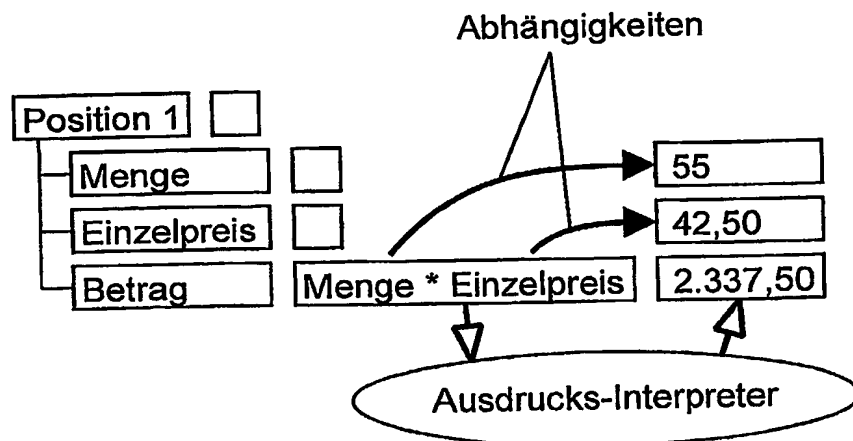 Abhängigkeiten
Position 1
Menge 55
Einzelpreis 42,50
Betrag Menge * Einzelpreis 2.337,50
Ausdrucks-Interpreter